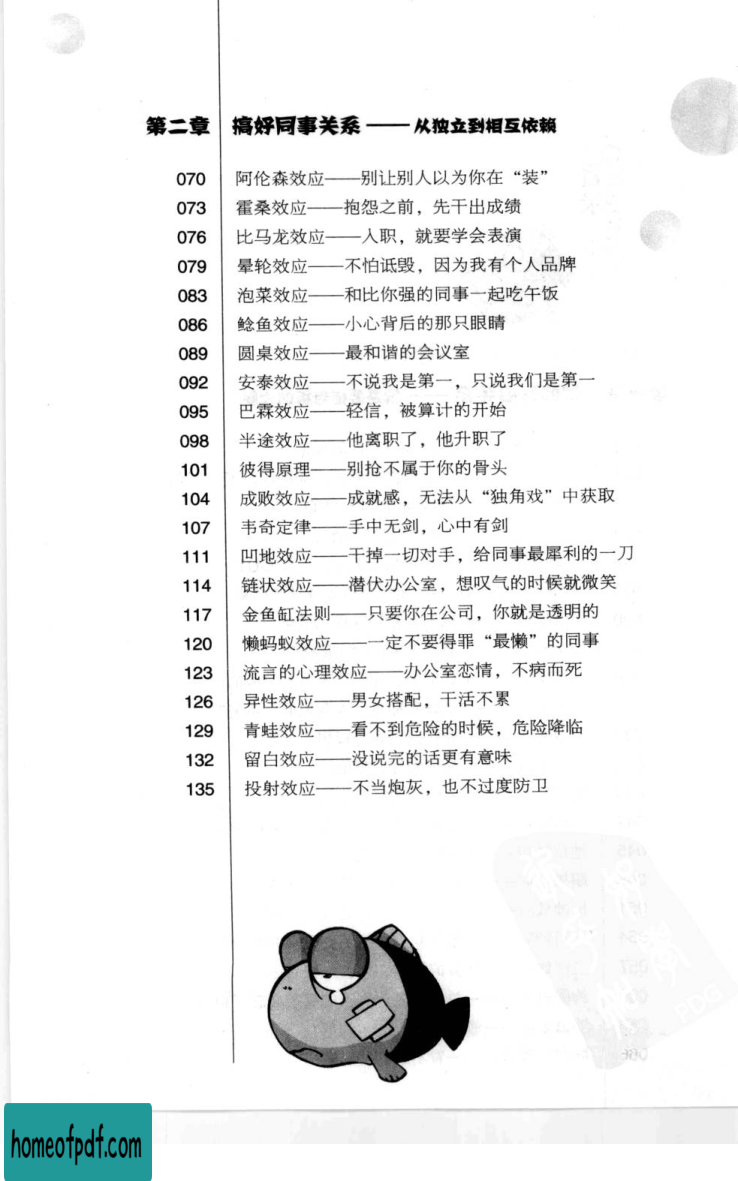 第二章 搞好同事关系——从独立到相互依赖
070 阿伦森效应——别让别人以为你在“装”
073 霍桑效应——抱怨之前，先干出成绩
076 比马龙效应——入职，就要学会表演
079 晕轮效应——不怕诋毁，因为我有个人品牌
083 泡菜效应——和比你强的同事一起吃午饭
086 鲶鱼效应——小心背后的那只眼睛
089 圆桌效应——最和谐的会议室
092 安泰效应——不说我是第一，只说我们是第一
095 巴霖效应——轻信，被算计的开始
098 半途效应——他离职了，他升职了
101 彼得原理——别抢不属于你的骨头
104 成败效应——成就感，无法从“独角戏”中获取
107 韦奇定律——手中无剑，心中有剑
111 凹地效应——干掉一切对手，给同事最犀利的一刀
114 链状效应——潜伏办公室，想叹气的时候就微笑
117 金鱼缸法则——只要你在公司，你就是透明的
120 懒蚂蚁效应——一定不要得罪“最懒”的同事
123 流言的心理效应——办公室恋情，不病而死
126 异性效应——男女搭配，干活不累
129 青蛙效应——看不到危险的时候，危险降临
132 留白效应——没说完的话更有意味
135 投射效应——不当炮灰，也不过度防卫
homeofpdf.com